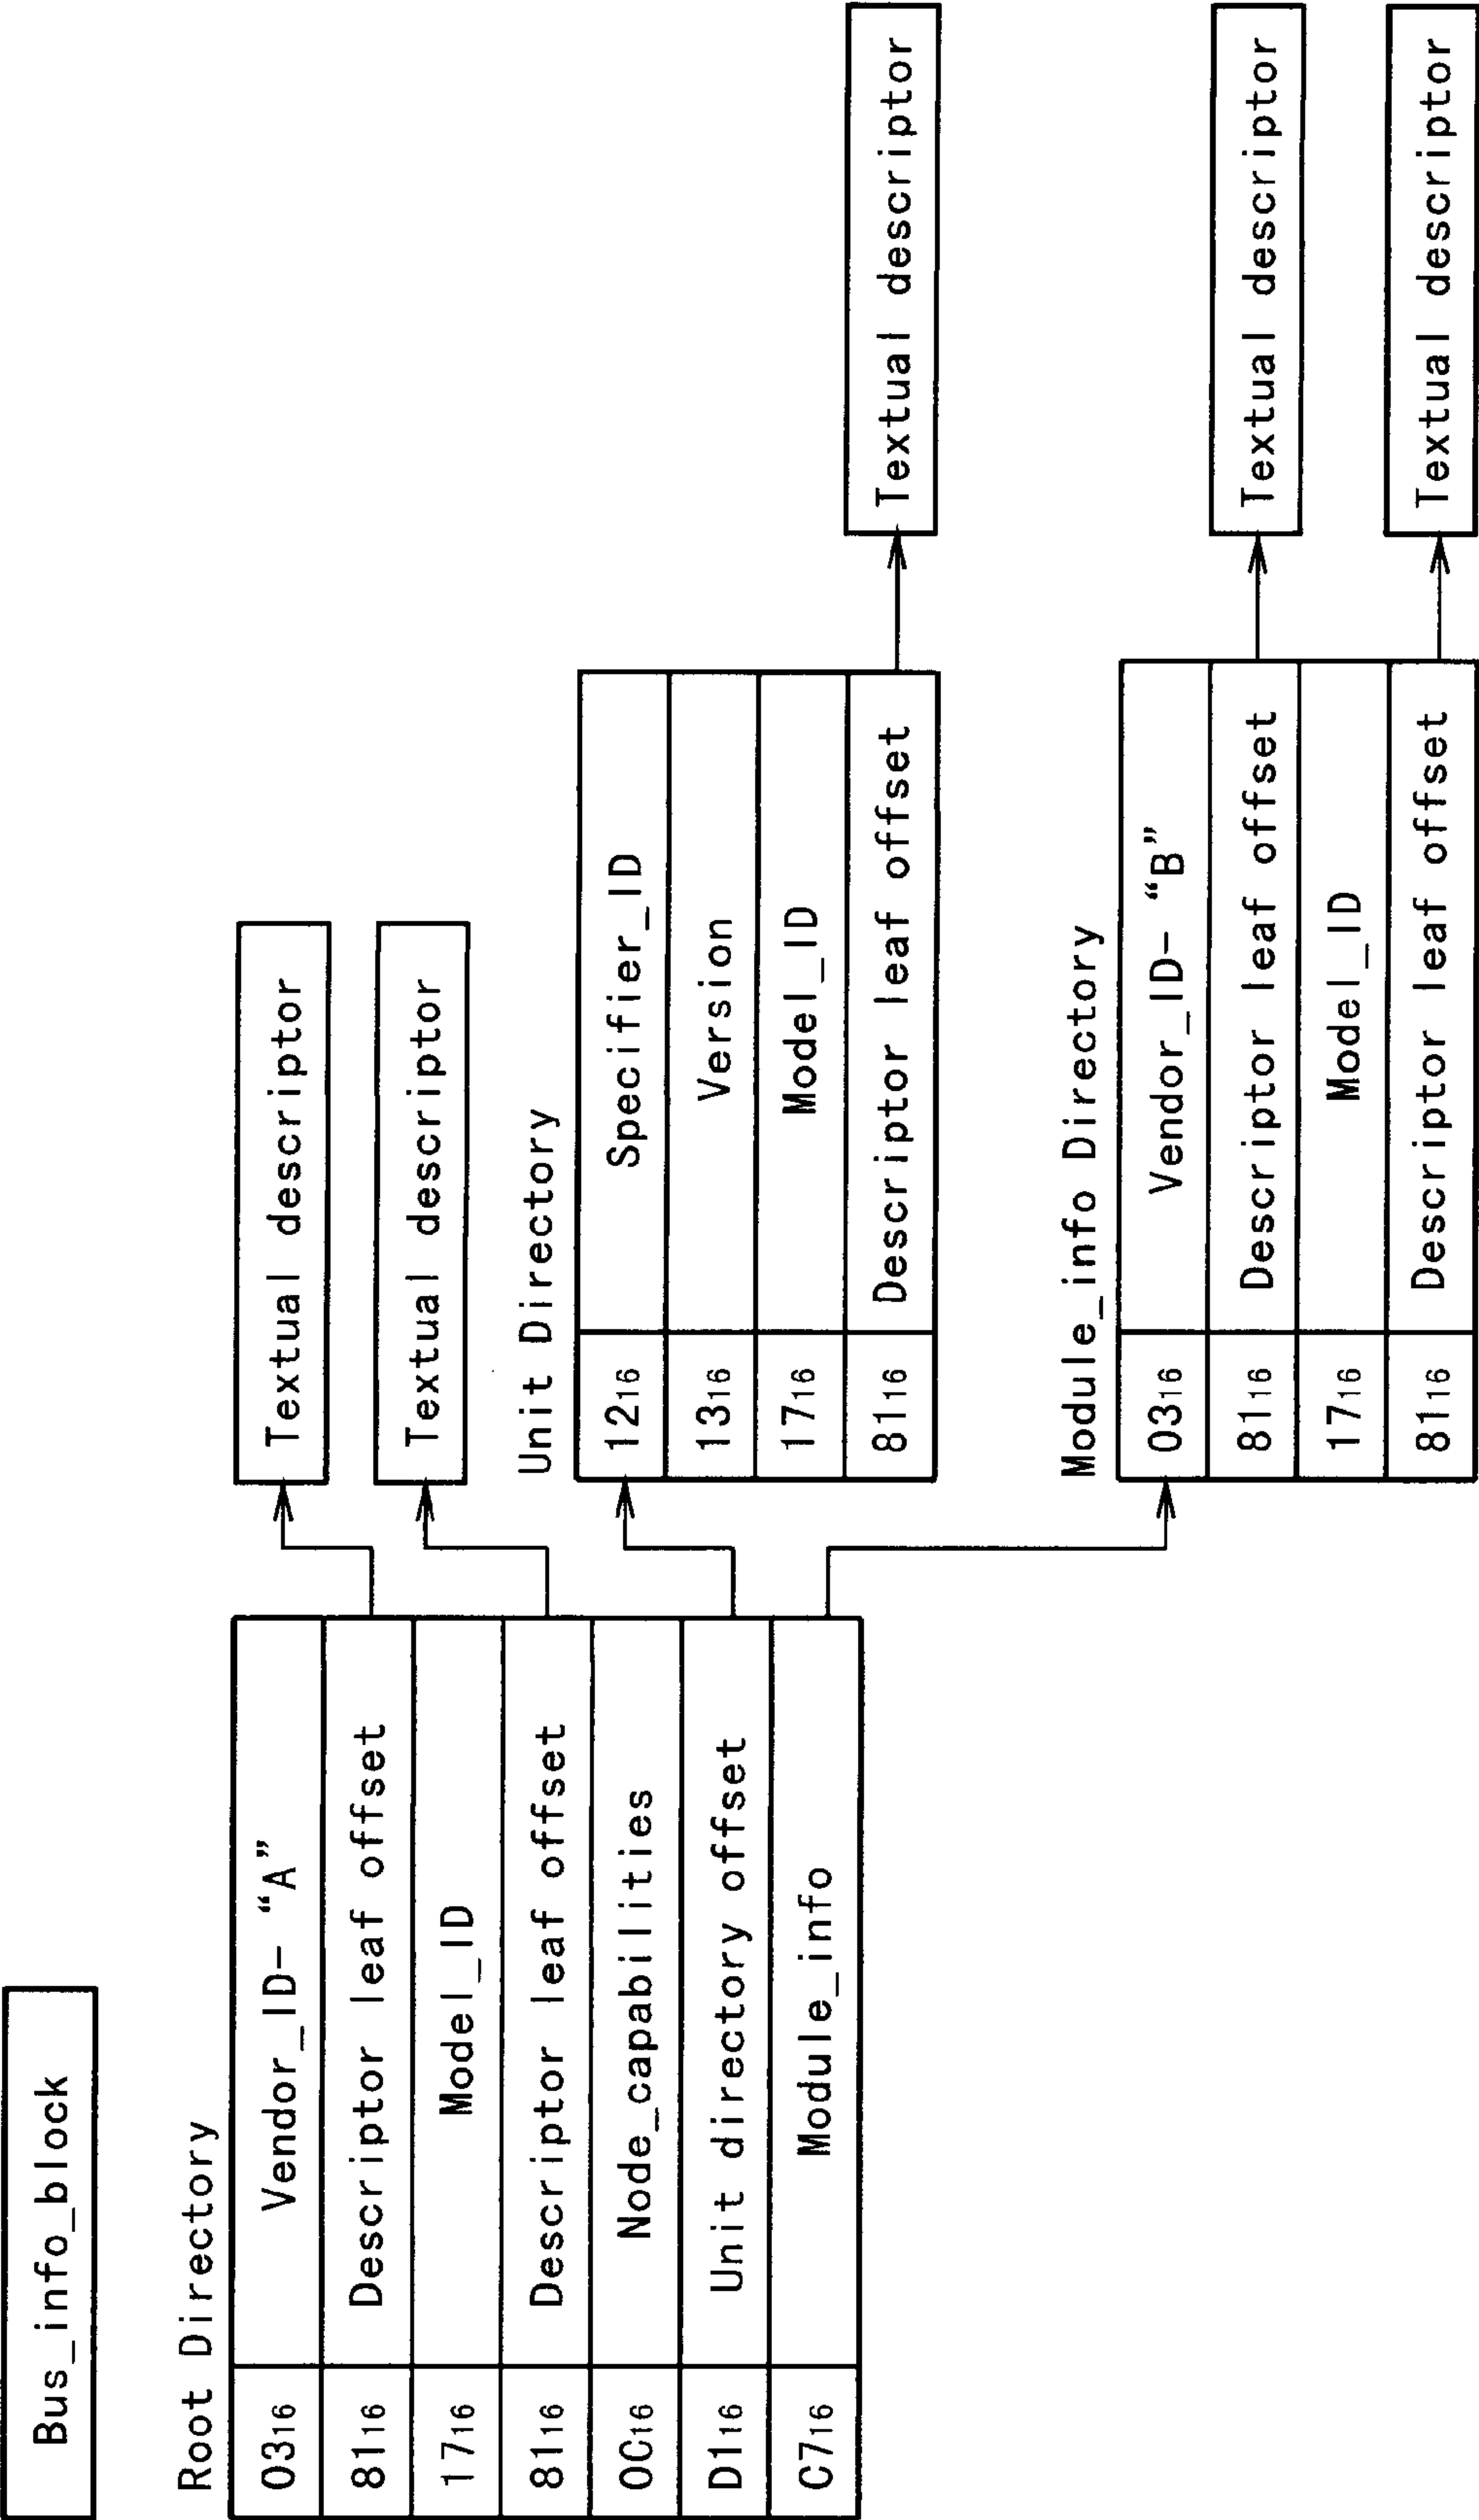 Bus_info_block
Root Directory
03₁₆ Vendor_ID- “A”
81₁₆ Descriptor leaf offset
17₁₆ Model_ID
81₁₆ Descriptor leaf offset
0C₁₆ Node_capabilities
D1₁₆ Unit directory offset
C7₁₆ Module_info
Textual descriptor
Textual descriptor
Unit Directory
12₁₆ Specifier_ID
13₁₆ Version
17₁₆ Model_ID
81₁₆ Descriptor leaf offset
Textual descriptor
Module_info Directory
03₁₆ Vendor_ID- “B”
81₁₆ Descriptor leaf offset
17₁₆ Model_ID
81₁₆ Descriptor leaf offset
Textual descriptor
Textual descriptor